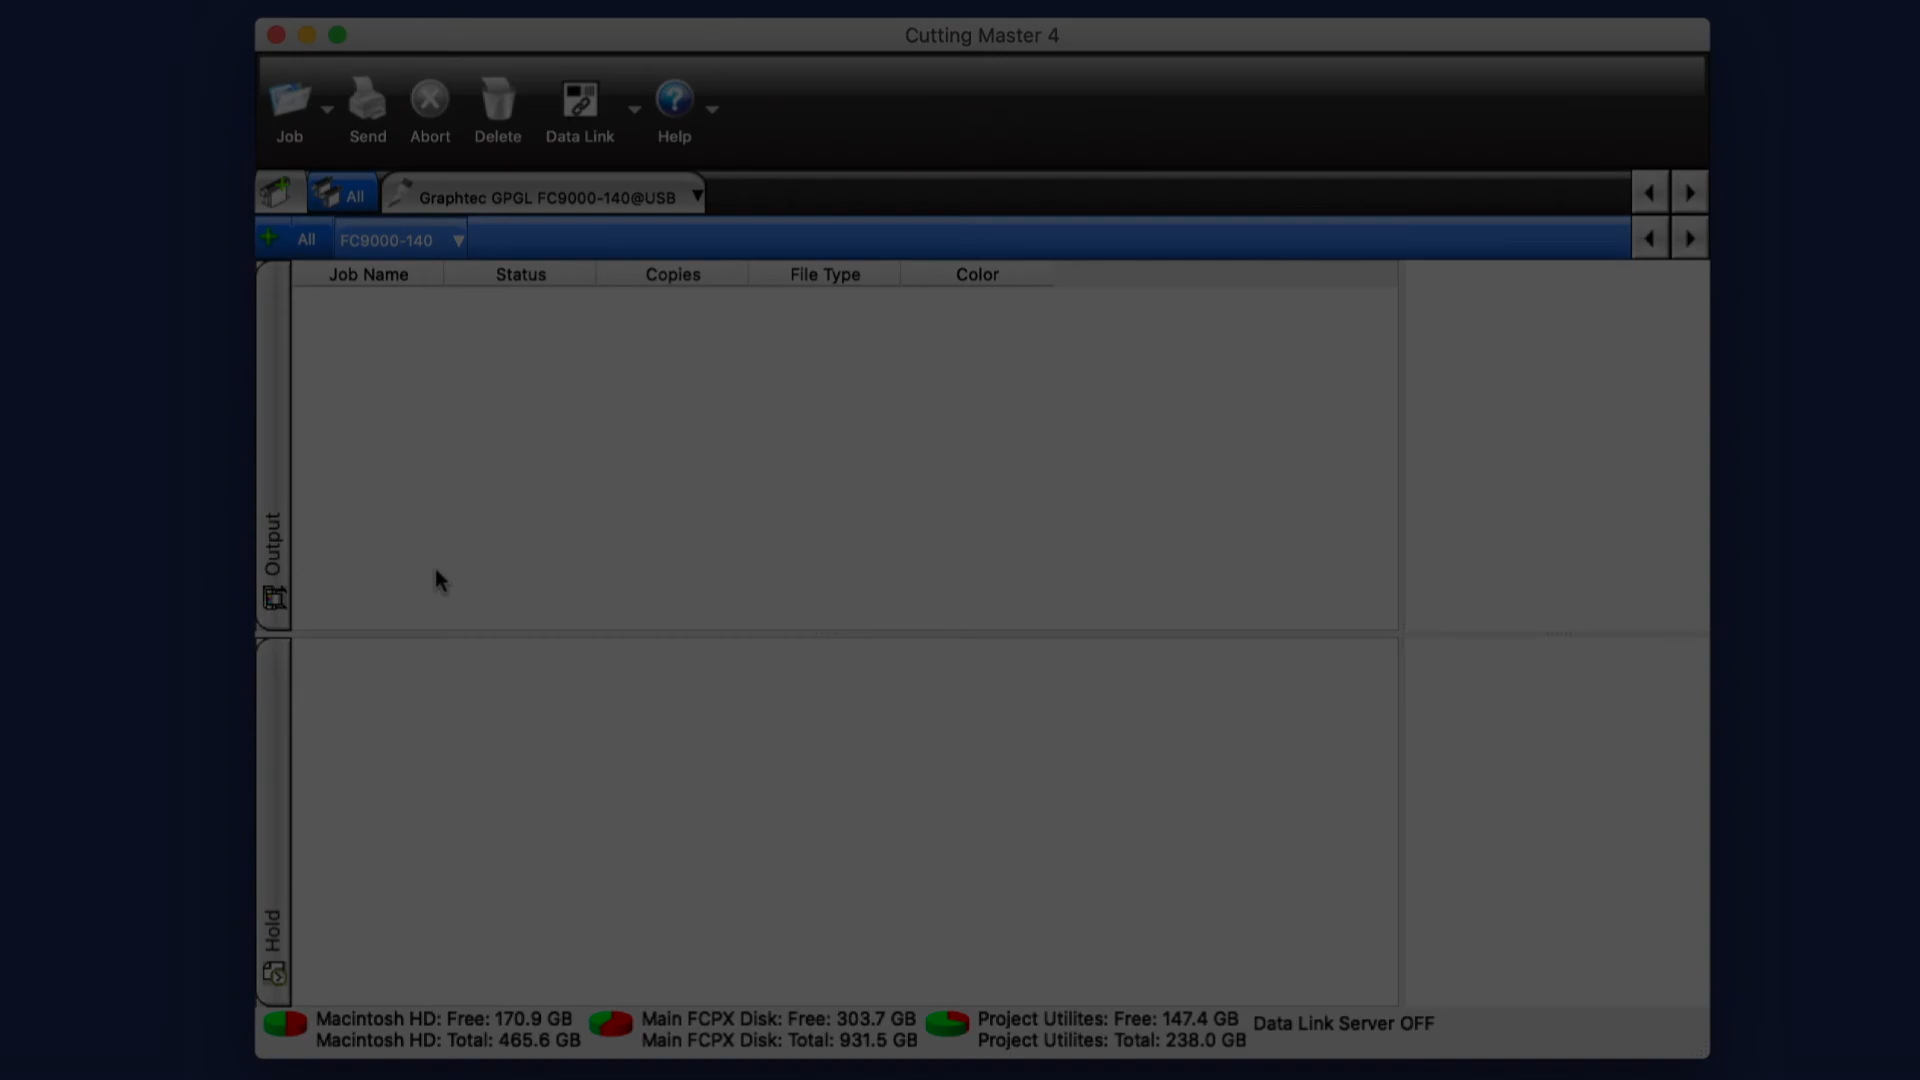 Cutting Master 4
Job Send Abort Delete Data Link Help
All Graphtec GPGL FC9000-140@USB
All FC9000-140
Job Name Status Copies File Type Color
Output
Hold
Macintosh HD: Free: 170.9 GB Main FCPX Disk: Free: 303.7 GB Project Utilites: Free: 147.4 GB Data Link Server OFF
Macintosh HD: Total: 465.6 GB Main FCPX Disk: Total: 931.5 GB Project Utilites: Total: 238.0 GB